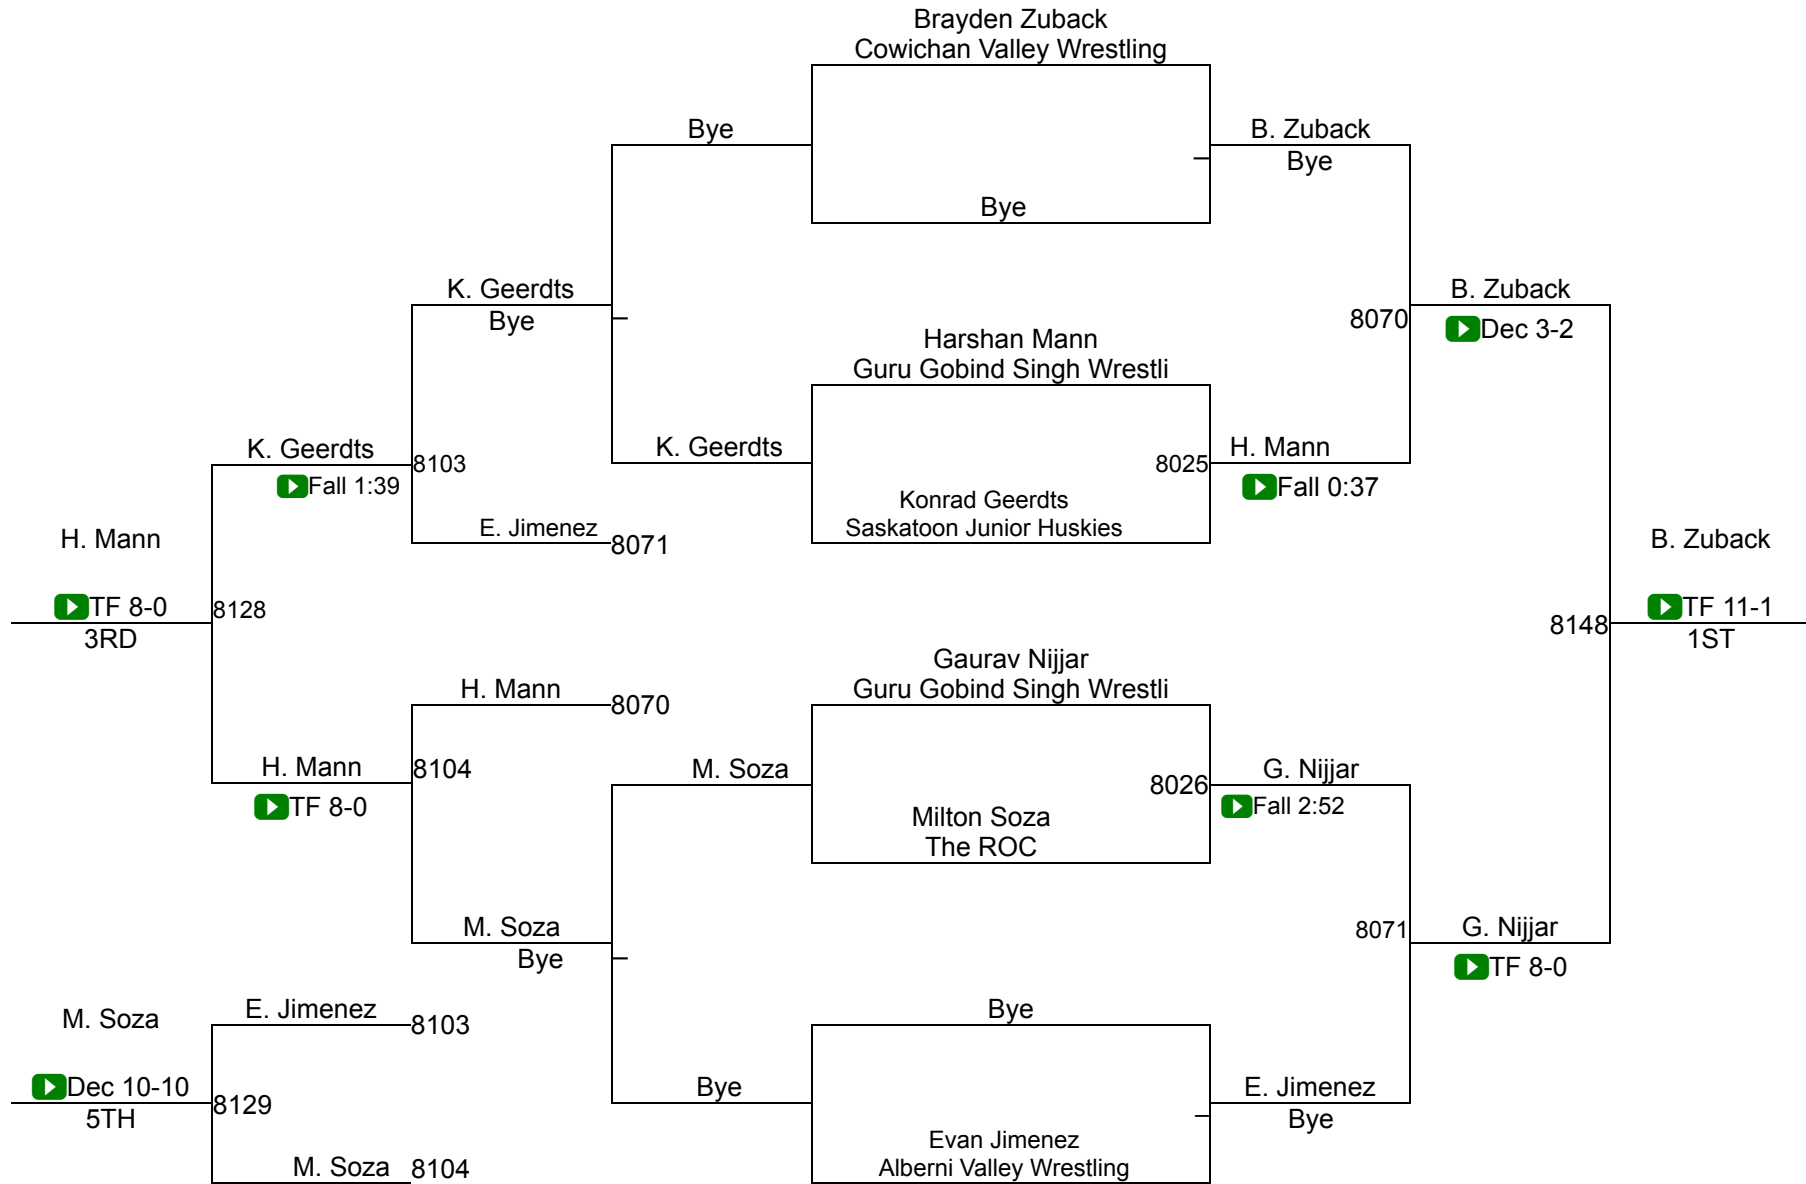 Brayden Zuback
Cowichan Valley Wrestling
Bye
B. Zuback
Bye
Bye
K. Geerdts
Bye
B. Zuback
8070
Dec 3-2
Harshan Mann
Guru Gobind Singh Wrestli
K. Geerdts
8103
Fall 1:39
K. Geerdts
8025
H. Mann
Fall 0:37
Konrad Geerdts
Saskatoon Junior Huskies
E. Jimenez
8071
H. Mann
TF 8-0
3RD
8128
B. Zuback
8148
TF 11-1
1ST
Gaurav Nijjar
Guru Gobind Singh Wrestli
H. Mann
8070
H. Mann
8104
TF 8-0
M. Soza
8026
G. Nijjar
Fall 2:52
Milton Soza
The ROC
M. Soza
Bye
8071
G. Nijjar
TF 8-0
M. Soza
E. Jimenez
8103
Bye
Dec 10-10
5TH
8129
Bye
E. Jimenez
Bye
Evan Jimenez
Alberni Valley Wrestling
M. Soza
8104